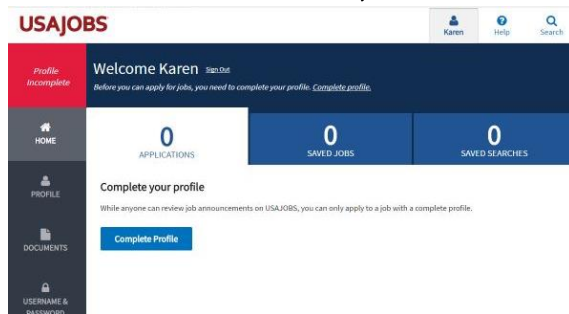 USAJOBS
Karen
Help
Search
Profile
Incomplete
Welcome Karen Sign Out
Before you can apply for jobs, you need to complete your profile. Complete profile.
HOME
0
APPLICATIONS
0
SAVED JOBS
0
SAVED SEARCHES
PROFILE
Complete your profile
While anyone can review job announcements on USAJOBS, you can only apply to a job with a complete profile.
Complete Profile
DOCUMENTS
USERNAME &
PASSWORD